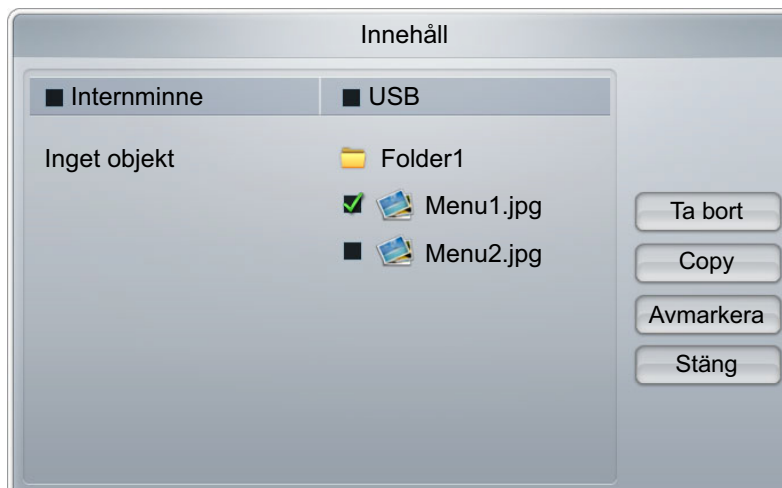 Innehåll
Internminne
USB
Inget objekt
Folder1
Menu1.jpg
Menu2.jpg
Ta bort
Copy
Avmarkera
Stäng